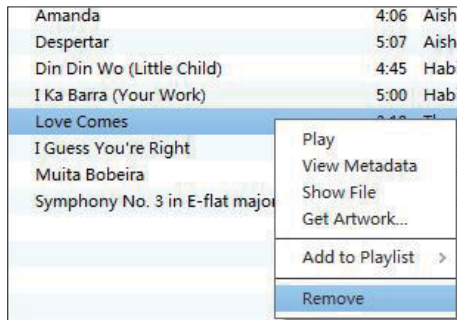 Amanda 4:06 Aish
Despertar 5:07 Aish
Din Din Wo (Little Child) 4:45 Hab
I Ka Barra (Your Work) 5:00 Hab
Love Comes
I Guess You're Right
Muita Bobeira
Symphony No. 3 in E-flat major
Play
View Metadata
Show File
Get Artwork...
Add to Playlist >
Remove